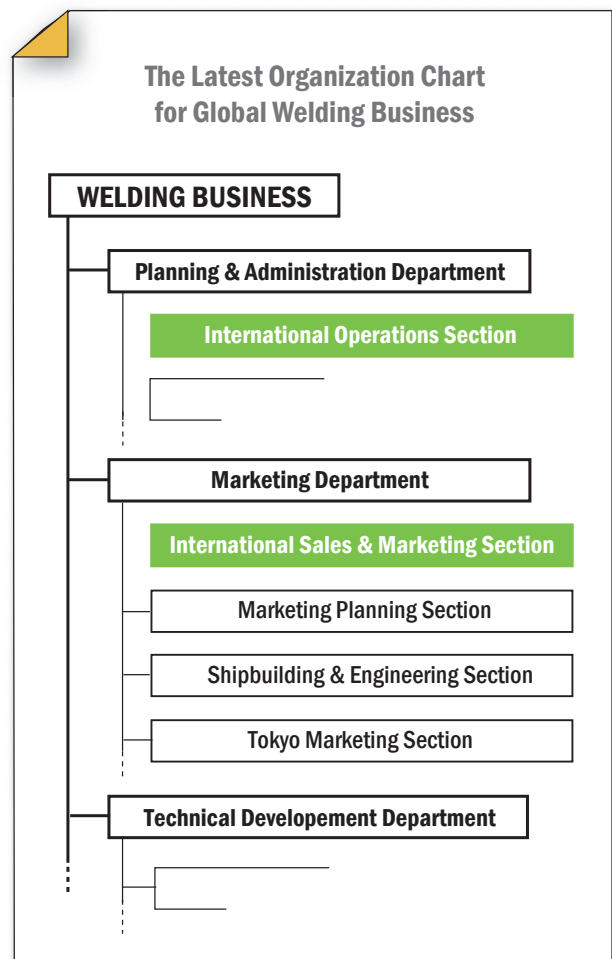 The Latest Organization Chart
for Global Welding Business
WELDING BUSINESS
Planning & Administration Department
International Operations Section
Marketing Department
International Sales & Marketing Section
Marketing Planning Section
Shipbuilding & Engineering Section
Tokyo Marketing Section
Technical Developement Department